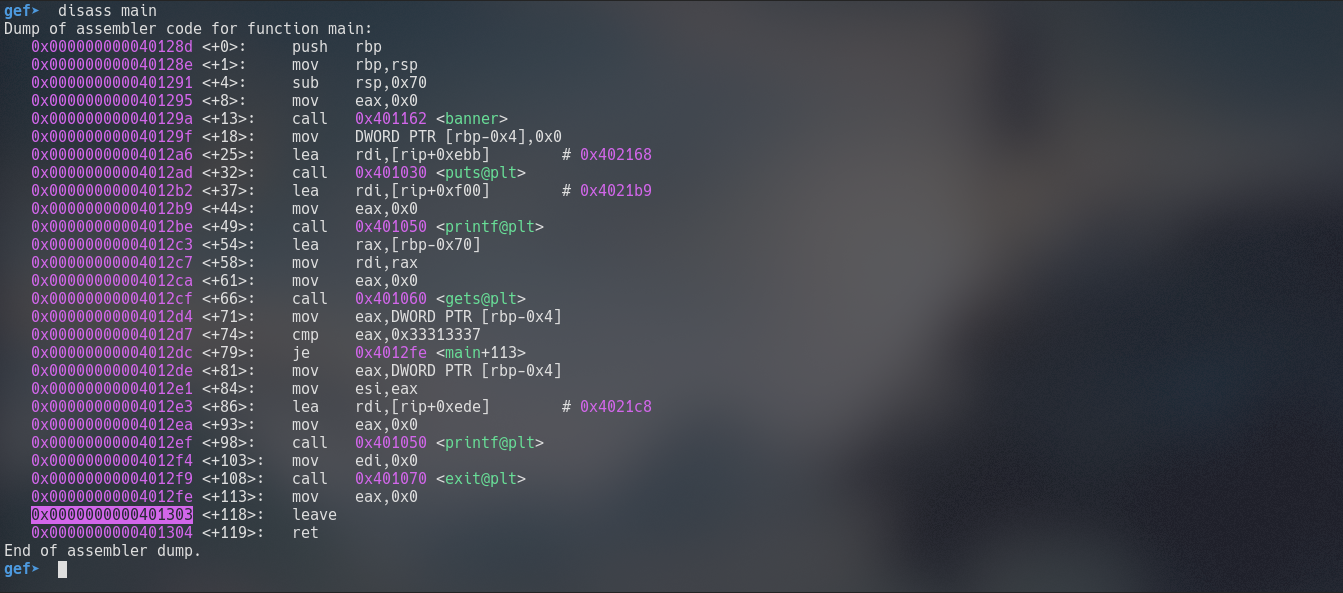 gef➤  disass main
Dump of assembler code for function main:
   0x000000000040128d <+0>:     push   rbp
   0x000000000040128e <+1>:     mov    rbp,rsp
   0x0000000000401291 <+4>:     sub    rsp,0x70
   0x0000000000401295 <+8>:     mov    eax,0x0
   0x000000000040129a <+13>:    call   0x401162 <banner>
   0x000000000040129f <+18>:    mov    DWORD PTR [rbp-0x4],0x0
   0x00000000004012a6 <+25>:    lea    rdi,[rip+0xebb]        # 0x402168
   0x00000000004012ad <+32>:    call   0x401030 <puts@plt>
   0x00000000004012b2 <+37>:    lea    rdi,[rip+0xf00]        # 0x4021b9
   0x00000000004012b9 <+44>:    mov    eax,0x0
   0x00000000004012be <+49>:    call   0x401050 <printf@plt>
   0x00000000004012c3 <+54>:    lea    rax,[rbp-0x70]
   0x00000000004012c7 <+58>:    mov    rdi,rax
   0x00000000004012ca <+61>:    mov    eax,0x0
   0x00000000004012cf <+66>:    call   0x401060 <gets@plt>
   0x00000000004012d4 <+71>:    mov    eax,DWORD PTR [rbp-0x4]
   0x00000000004012d7 <+74>:    cmp    eax,0x33313337
   0x00000000004012dc <+79>:    je     0x4012fe <main+113>
   0x00000000004012de <+81>:    mov    eax,DWORD PTR [rbp-0x4]
   0x00000000004012e1 <+84>:    mov    esi,eax
   0x00000000004012e3 <+86>:    lea    rdi,[rip+0xede]        # 0x4021c8
   0x00000000004012ea <+93>:    mov    eax,0x0
   0x00000000004012ef <+98>:    call   0x401050 <printf@plt>
   0x00000000004012f4 <+103>:   mov    edi,0x0
   0x00000000004012f9 <+108>:   call   0x401070 <exit@plt>
   0x00000000004012fe <+113>:   mov    eax,0x0
   0x0000000000401303 <+118>:   leave
   0x0000000000401304 <+119>:   ret
End of assembler dump.
gef➤